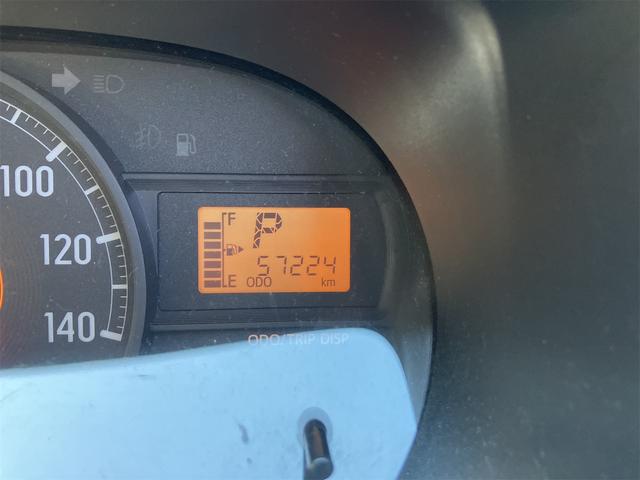 100
120
140
F
P
57224
E ODO km
ODO/TRIP DISP